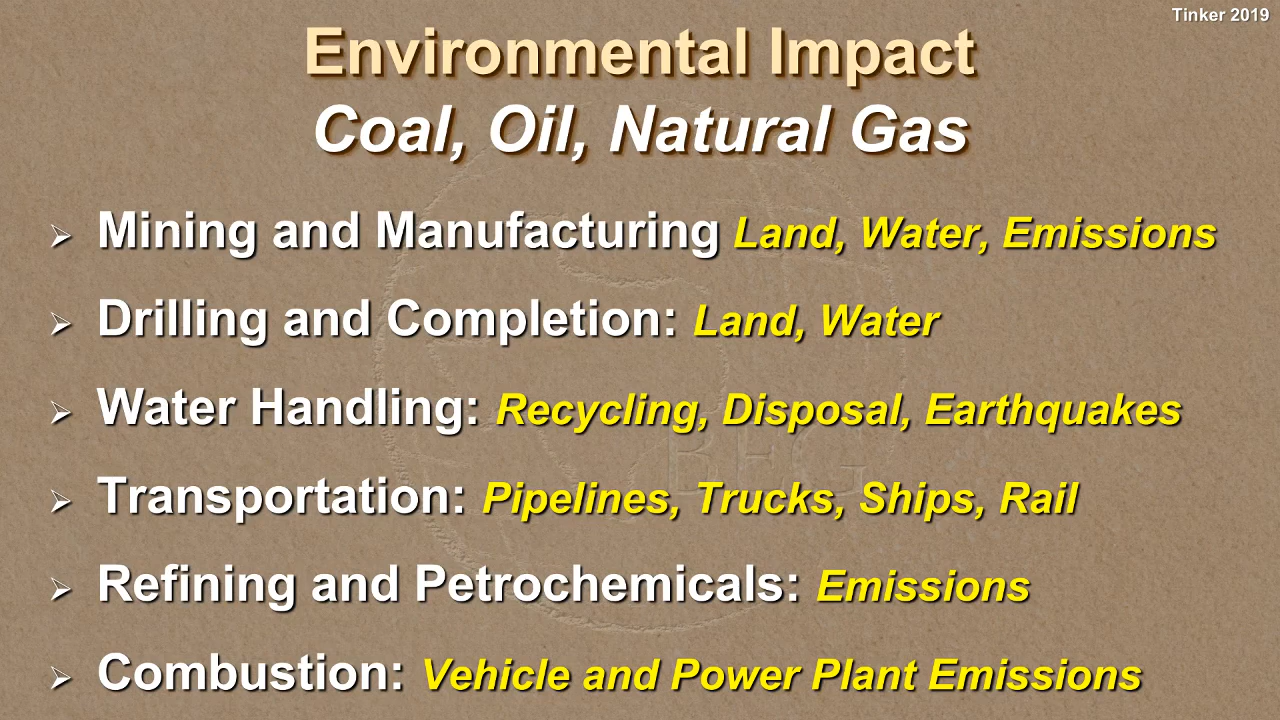 Tinker 2019
Environmental Impact
Coal, Oil, Natural Gas
Mining and Manufacturing Land, Water, Emissions
Drilling and Completion: Land, Water
Water Handling: Recycling, Disposal, Earthquakes
BEG
Transportation: Pipelines, Trucks, Ships, Rail
Refining and Petrochemicals: Emissions
Combustion: Vehicle and Power Plant Emissions